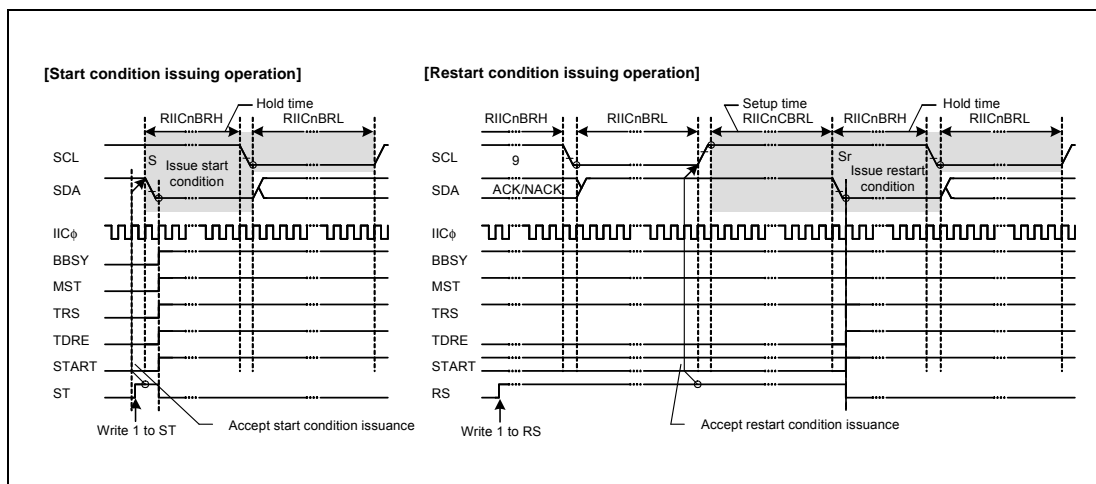 [Start condition issuing operation]
[Restart condition issuing operation]
Hold time
RIICnBRH
RIICnBRL
SCL
S
Issue start
condition
SDA
IICφ
BBSY
MST
TRS
TDRE
START
ST
Write 1 to ST
Accept start condition issuance
Setup time
Hold time
RIICnBRH
RIICnBRL
RIICnCBRL
RIICnBRH
RIICnBRL
SCL
9
Sr
Issue restart
condition
SDA
ACK/NACK
IICφ
BBSY
MST
TRS
TDRE
START
RS
Write 1 to RS
Accept restart condition issuance